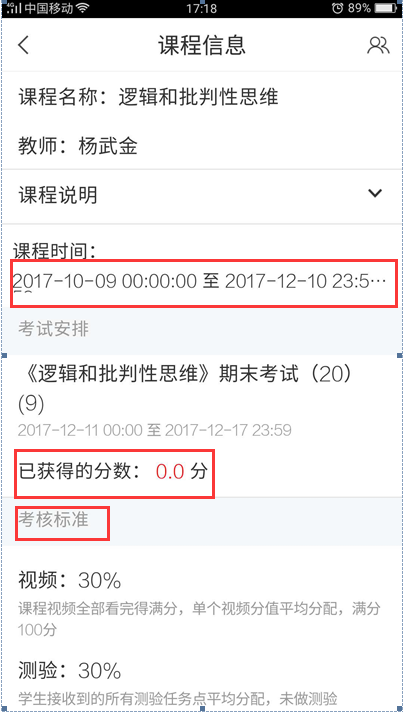 中国移动 17:18 89%
课程信息
课程名称：逻辑和批判性思维
教师：杨武金
课程说明
课程时间：
2017-10-09 00:00:00 至 2017-12-10 23:5…
考试安排
《逻辑和批判性思维》期末考试（20）
(9)
2017-12-11 00:00 至 2017-12-17 23:59
已获得的分数： 0.0 分
考核标准
视频：30%
课程视频全部看完得满分，单个视频分值平均分配，满分
100分
测验：30%
学生接收到的所有测验任务点平均分配，未做测验